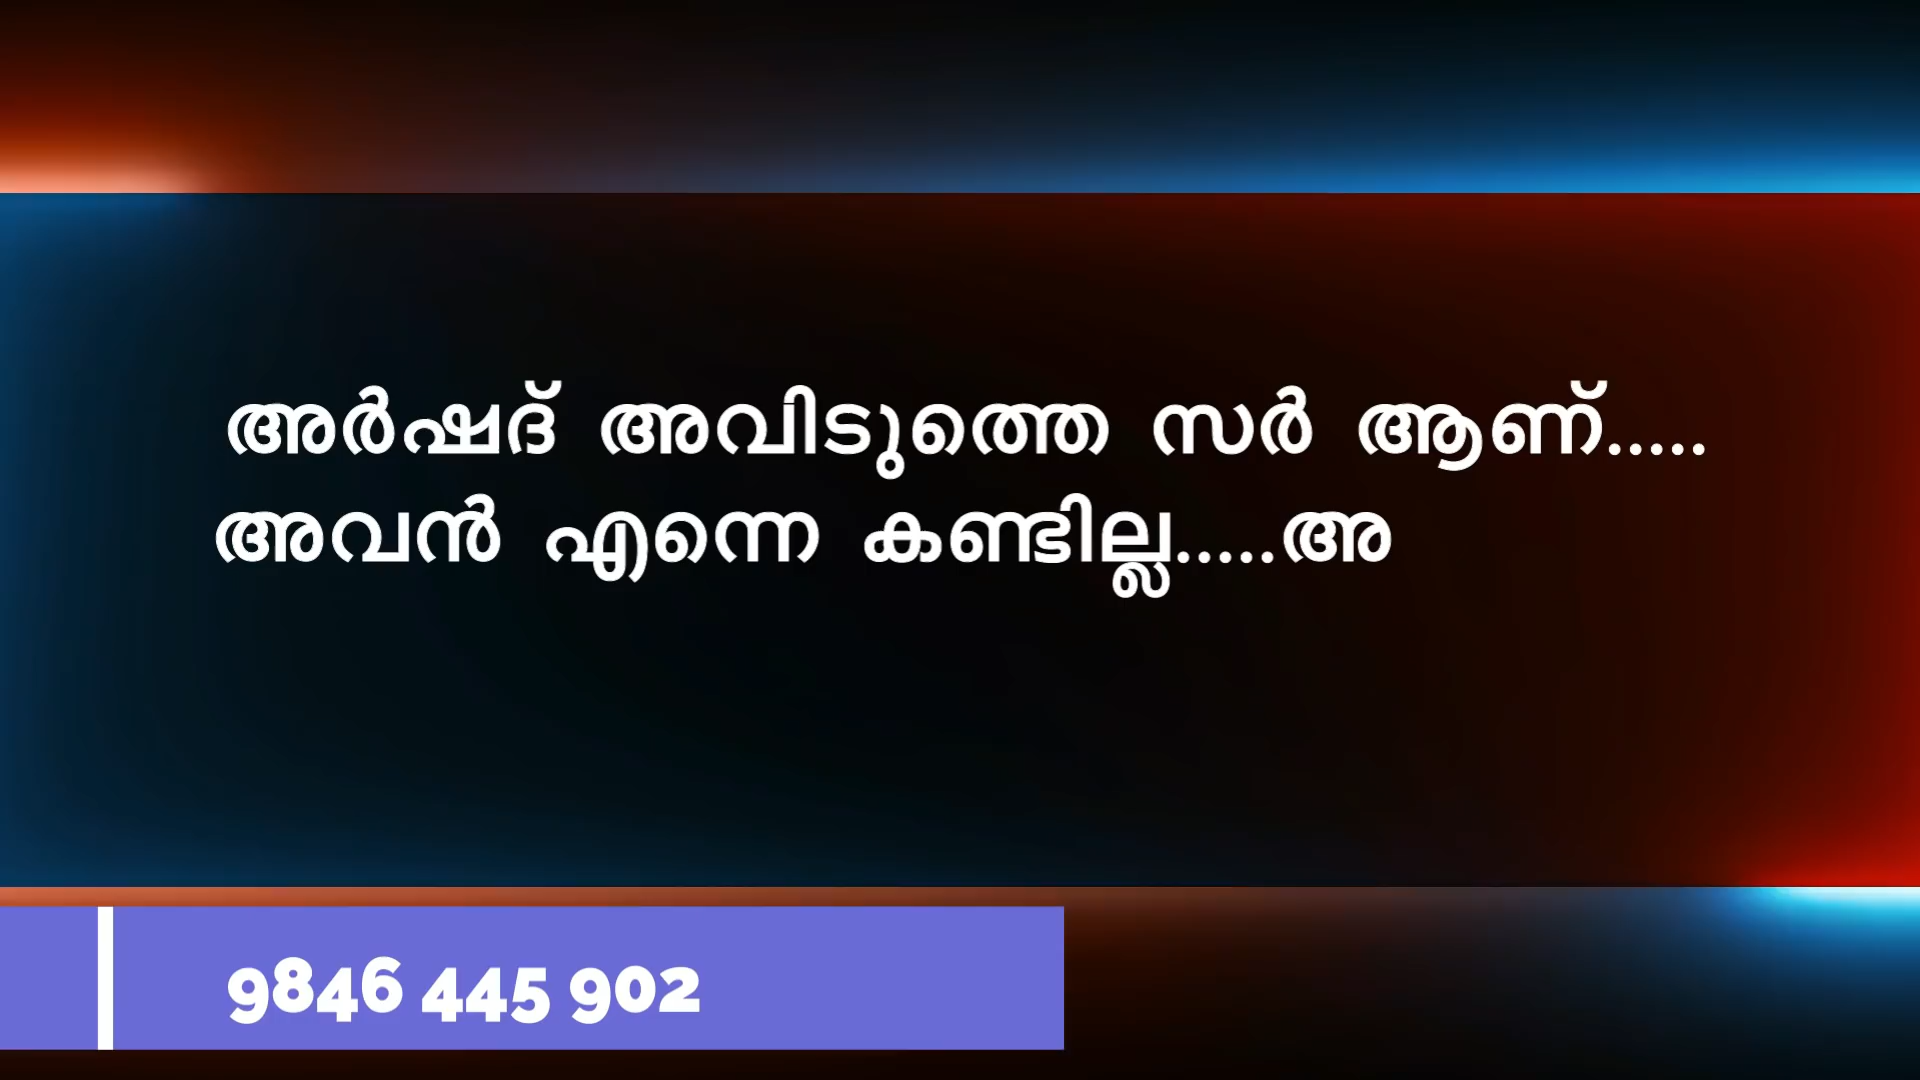 അർഷദ് അവിടുത്തെ സർ ആണ്.....
അവൻ എന്നെ കണ്ടില്ല.....അ
9846 445 902